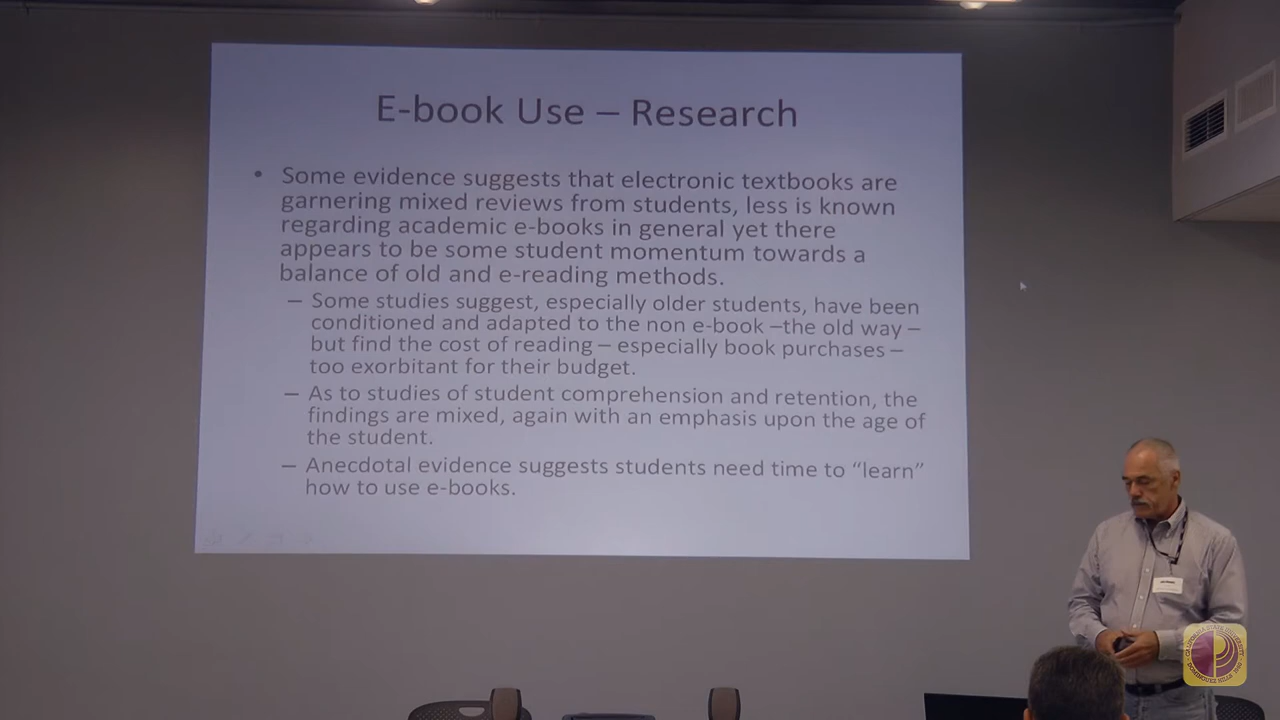 E-book Use – Research
• Some evidence suggests that electronic textbooks are
garnering mixed reviews from students, less is known
regarding academic e-books in general yet there
appears to be some student momentum towards a
balance of old and e-reading methods.
– Some studies suggest, especially older students, have been
conditioned and adapted to the non e-book –the old way –
but find the cost of reading – especially book purchases –
too exorbitant for their budget.
– As to studies of student comprehension and retention, the
findings are mixed, again with an emphasis upon the age of
the student.
– Anecdotal evidence suggests students need time to “learn”
how to use e-books.
CALIFORNIA STATE UNIVERSITY
DOMINGUEZ HILLS